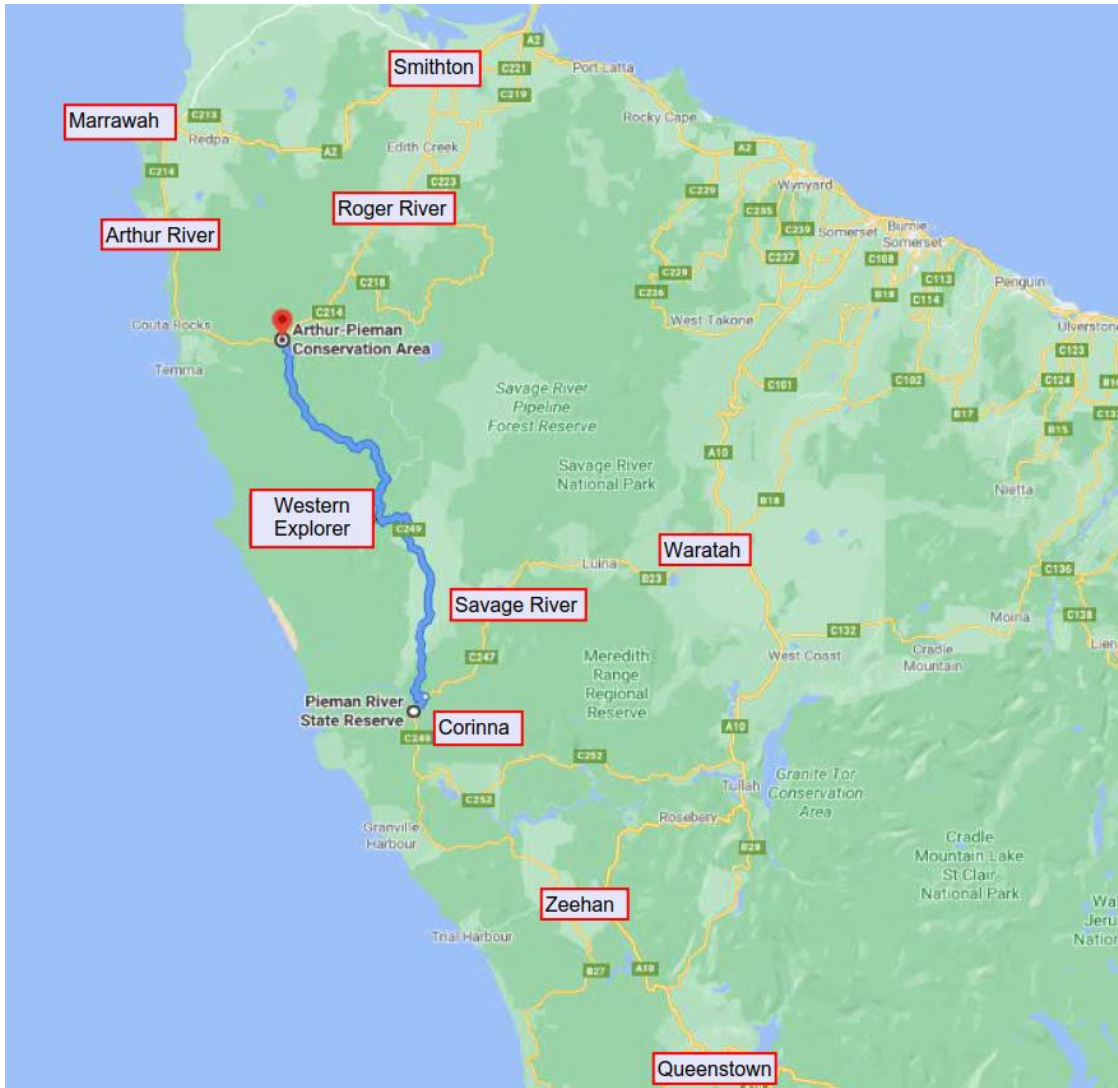 A2
Smithton
C221
Port Latta
C219
Marrawah
C213
Redpa
A2
Edith Creek
Rocky Cape
A2
C214
C223
C229
Wynyard
Roger River
C235
C239
Somerset
Burnie
Somerset
Arthur River
C237
C108
C113
Penguin
C218
C229
C236
B18
C114
C214
Couta Rocks
Arthur-Pieman
Conservation Area
West Takone
Ulverstone
C123
Temma
Savage River
Pipeline
Forest Reserve
C101
C102
C124
B17
B15
A10
Savage River
National Park
B18
Nietta
Western
Explorer
C249
Waratah
Luina
B23
C136
Savage River
Moina
C132
C138
Lien
C247
Meredith
Range
Regional
Reserve
West Coast
Cradle
Mountain
Pieman River
State Reserve
Corinna
C249
A10
C252
Granite Tor
Conservation
Area
C252
Tullah
Rosebery
Granville
Harbour
B28
Cradle
Mountain Lake
St Clair
National Park
Zeehan
Wa
Jeru
Nation
Trial Harbour
B27
A10
Queenstown